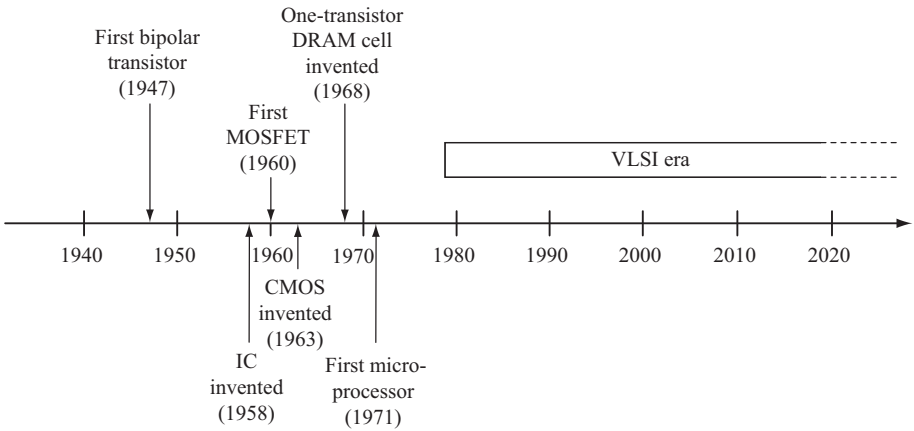 First bipolar
transistor
(1947)
First
MOSFET
(1960)
One-transistor
DRAM cell
invented
(1968)
VLSI era
1940
1950
1960
1970
1980
1990
2000
2010
2020
IC
invented
(1958)
CMOS
invented
(1963)
First micro-
processor
(1971)